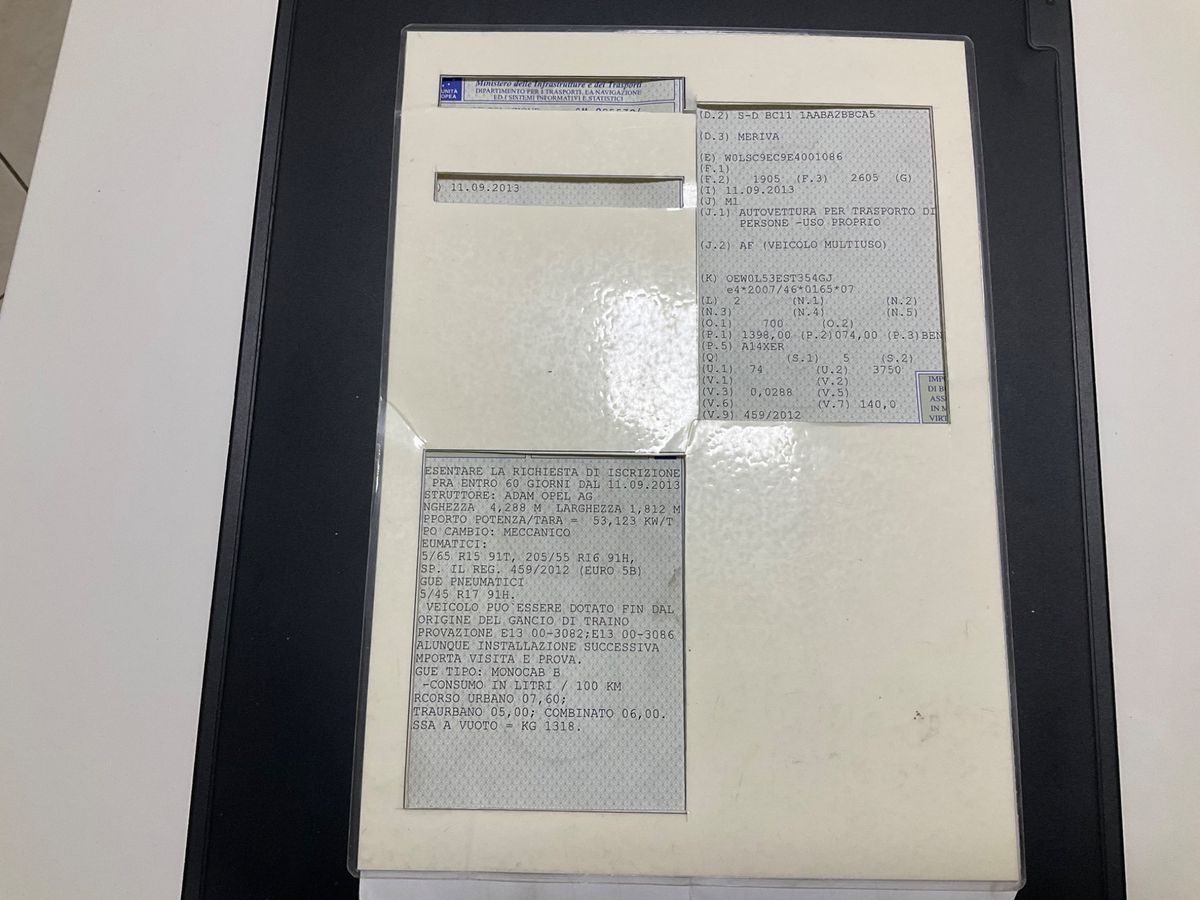 UNITÀ
OPEA
Ministero delle Infrastrutture e dei Trasporti
DIPARTIMENTO PER I TRASPORTI, LA NAVIGAZIONE
ED I SISTEMI INFORMATIVI E STATISTICI
) 11.09.2013
(D.2) S-D BC11 1AABA2BBCA5
(D.3) MERIVA
(E) W0LSC9EC9E4001086
(F.1)
(F.2) 1905 (F.3) 2605 (G)
(I) 11.09.2013
(J) M1
(J.1) AUTOVETTURA PER TRASPORTO DI
PERSONE -USO PROPRIO
(J.2) AF (VEICOLO MULTIUSO)
(K) OEW0L53EST354GJ
e4*2007/46*0165*07
(L) 2 (N.1) (N.2)
(N.3) (N.4) (N.5)
(O.1) 700 (O.2)
(P.1) 1398,00 (P.2)074,00 (P.3)BEN
(P.5) A14XER
(Q) (S.1) 5 (S.2)
(U.1) 74 (U.2) 3750
(V.1) (V.2)
(V.3) 0,0288 (V.5)
(V.6) (V.7) 140,0
(V.9) 459/2012
IMP
DI B
ASS
IN M
VIRT
ESENTARE LA RICHIESTA DI ISCRIZIONE
PRA ENTRO 60 GIORNI DAL 11.09.2013
STRUTTORE: ADAM OPEL AG
NGHEZZA 4,288 M LARGHEZZA 1,812 M
PPORTO POTENZA/TARA = 53,123 KW/T
PO CAMBIO: MECCANICO
EUMATICI:
5/65 R15 91T, 205/55 R16 91H,
SP. IL REG. 459/2012 (EURO 5B)
GUE PNEUMATICI
5/45 R17 91H.
VEICOLO PUO'ESSERE DOTATO FIN DAL
ORIGINE DEL GANCIO DI TRAINO
PROVAZIONE E13 00-3082;E13 00-3086
ALUNQUE INSTALLAZIONE SUCCESSIVA
MPORTA VISITA E PROVA.
GUE TIPO: MONOCAB B
-CONSUMO IN LITRI / 100 KM
RCORSO URBANO 07,60;
TRAURBANO 05,00; COMBINATO 06,00.
SSA A VUOTO = KG 1318.